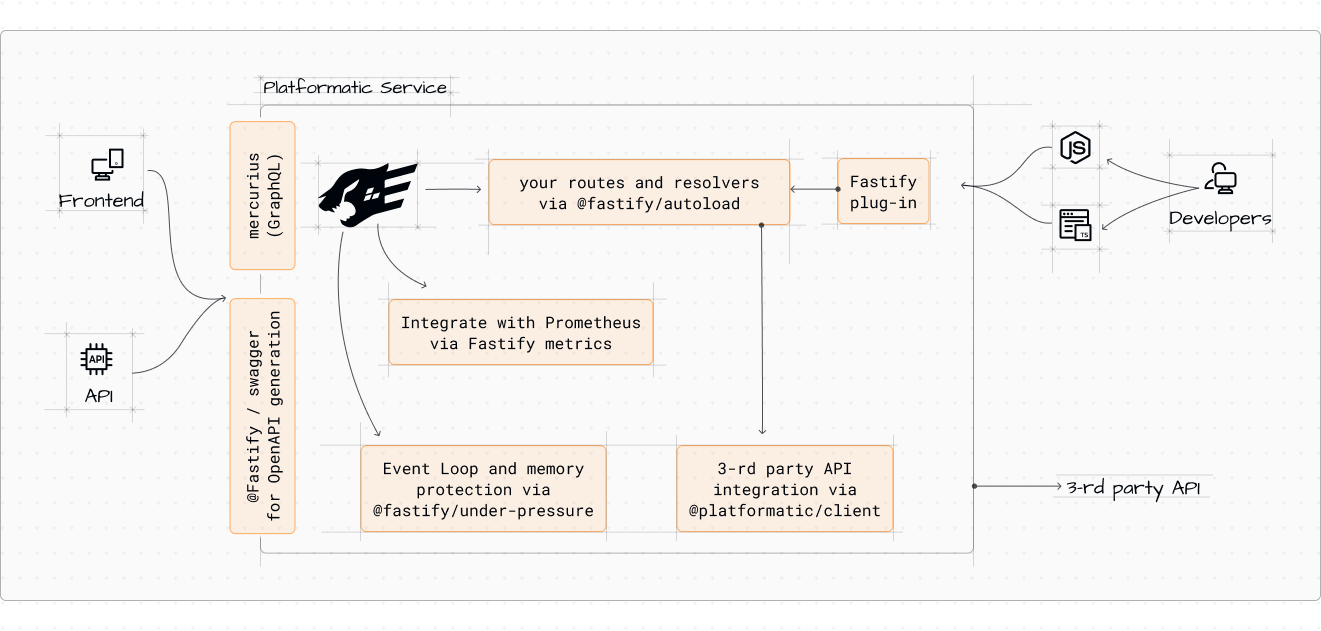 Platformatic Service
Frontend
API
API
mercurius
(GraphQL)
@Fastify / swagger
for OpenAPI generation
your routes and resolvers
via @fastify/autoload
Fastify
plug-in
Integrate with Prometheus
via Fastify metrics
Event Loop and memory
protection via
@fastify/under-pressure
3-rd party API
integration via
@platformatic/client
JS
TS
Developers
3-rd party API